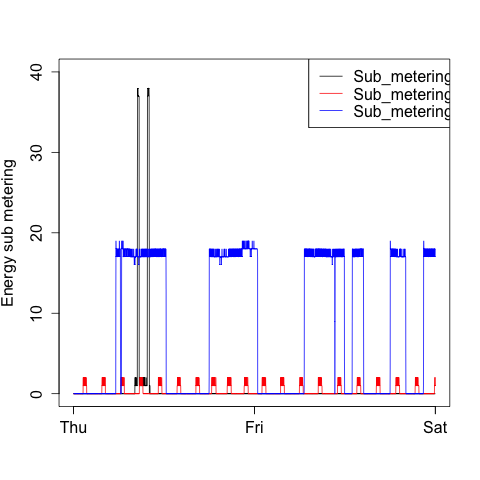 Energy sub metering
40
30
20
10
0
Thu
Fri
Sat
Sub_metering
Sub_metering
Sub_metering